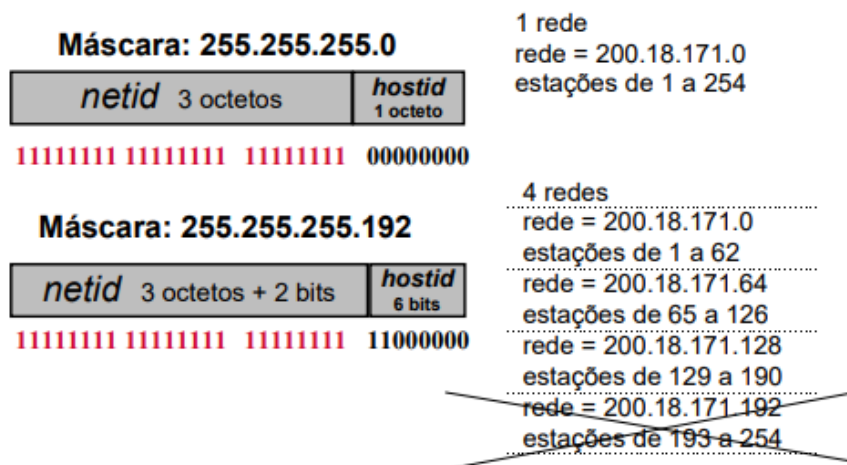 Máscara: 255.255.255.0
netid 3 octetos
hostid
1 octeto
11111111 11111111 11111111 00000000
1 rede
rede = 200.18.171.0
estações de 1 a 254
Máscara: 255.255.255.192
netid 3 octetos + 2 bits
hostid
6 bits
11111111 11111111 11111111 11000000
4 redes
rede = 200.18.171.0
estações de 1 a 62
rede = 200.18.171.64
estações de 65 a 126
rede = 200.18.171.128
estações de 129 a 190
rede = 200.18.171.192
estações de 193 a 254